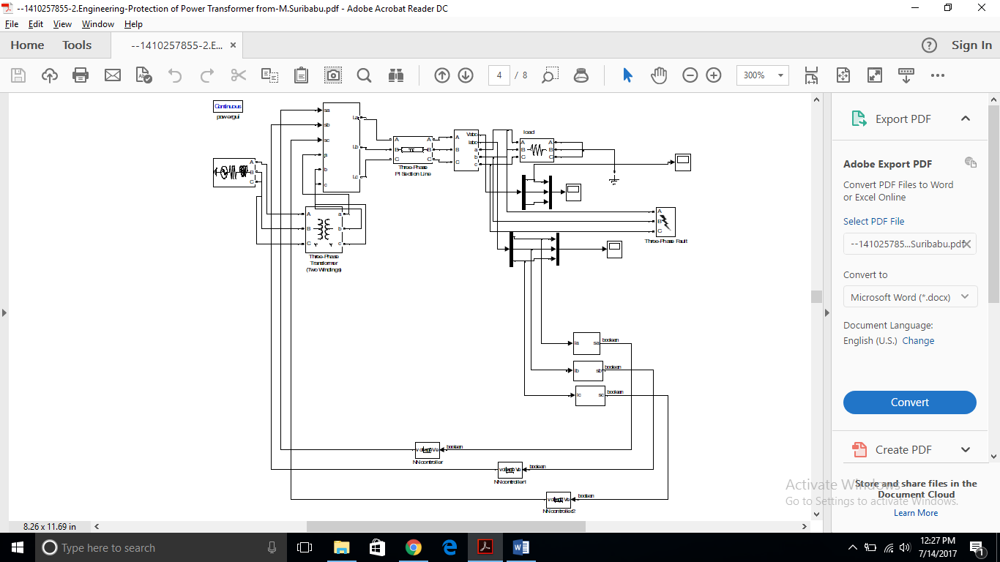 --1410257855-2.Engineering-Protection of Power Transformer from-M.Suribabu.pdf - Adobe Acrobat Reader DC
File Edit View Window Help
Home Tools --1410257855-2.E... × Sign In
4 / 8 300%
Continuous
powergui
A
B
C
sa
sb
sc
a
b
c
La
Lb
Lc
A
B
C
a
b
c
Three-Phase
Transformer
(Two Windings)
A
B
C
A
B
C
Three-Phase
PI Section Line
A
B
C
Vabc
Iabc
a
b
c
load
A
B
C
A
B
C
A
B
C
Three-Phase Fault
Ia sa boolean
Ib sb boolean
Ic sc boolean
boolean
NN controller
boolean
NN controller1
boolean
NN controller2
8.26 x 11.69 in
Export PDF
Adobe Export PDF
Convert PDF Files to Word
or Excel Online
Select PDF File
--141025785...Suribabu.pdf
Convert to
Microsoft Word (*.docx)
Document Language:
English (U.S.) Change
Convert
Create PDF
Store and share files in the
Document Cloud
Learn More
Activate Windows
Go to Settings to activate Windows.
Type here to search
12:27 PM
7/14/2017
1